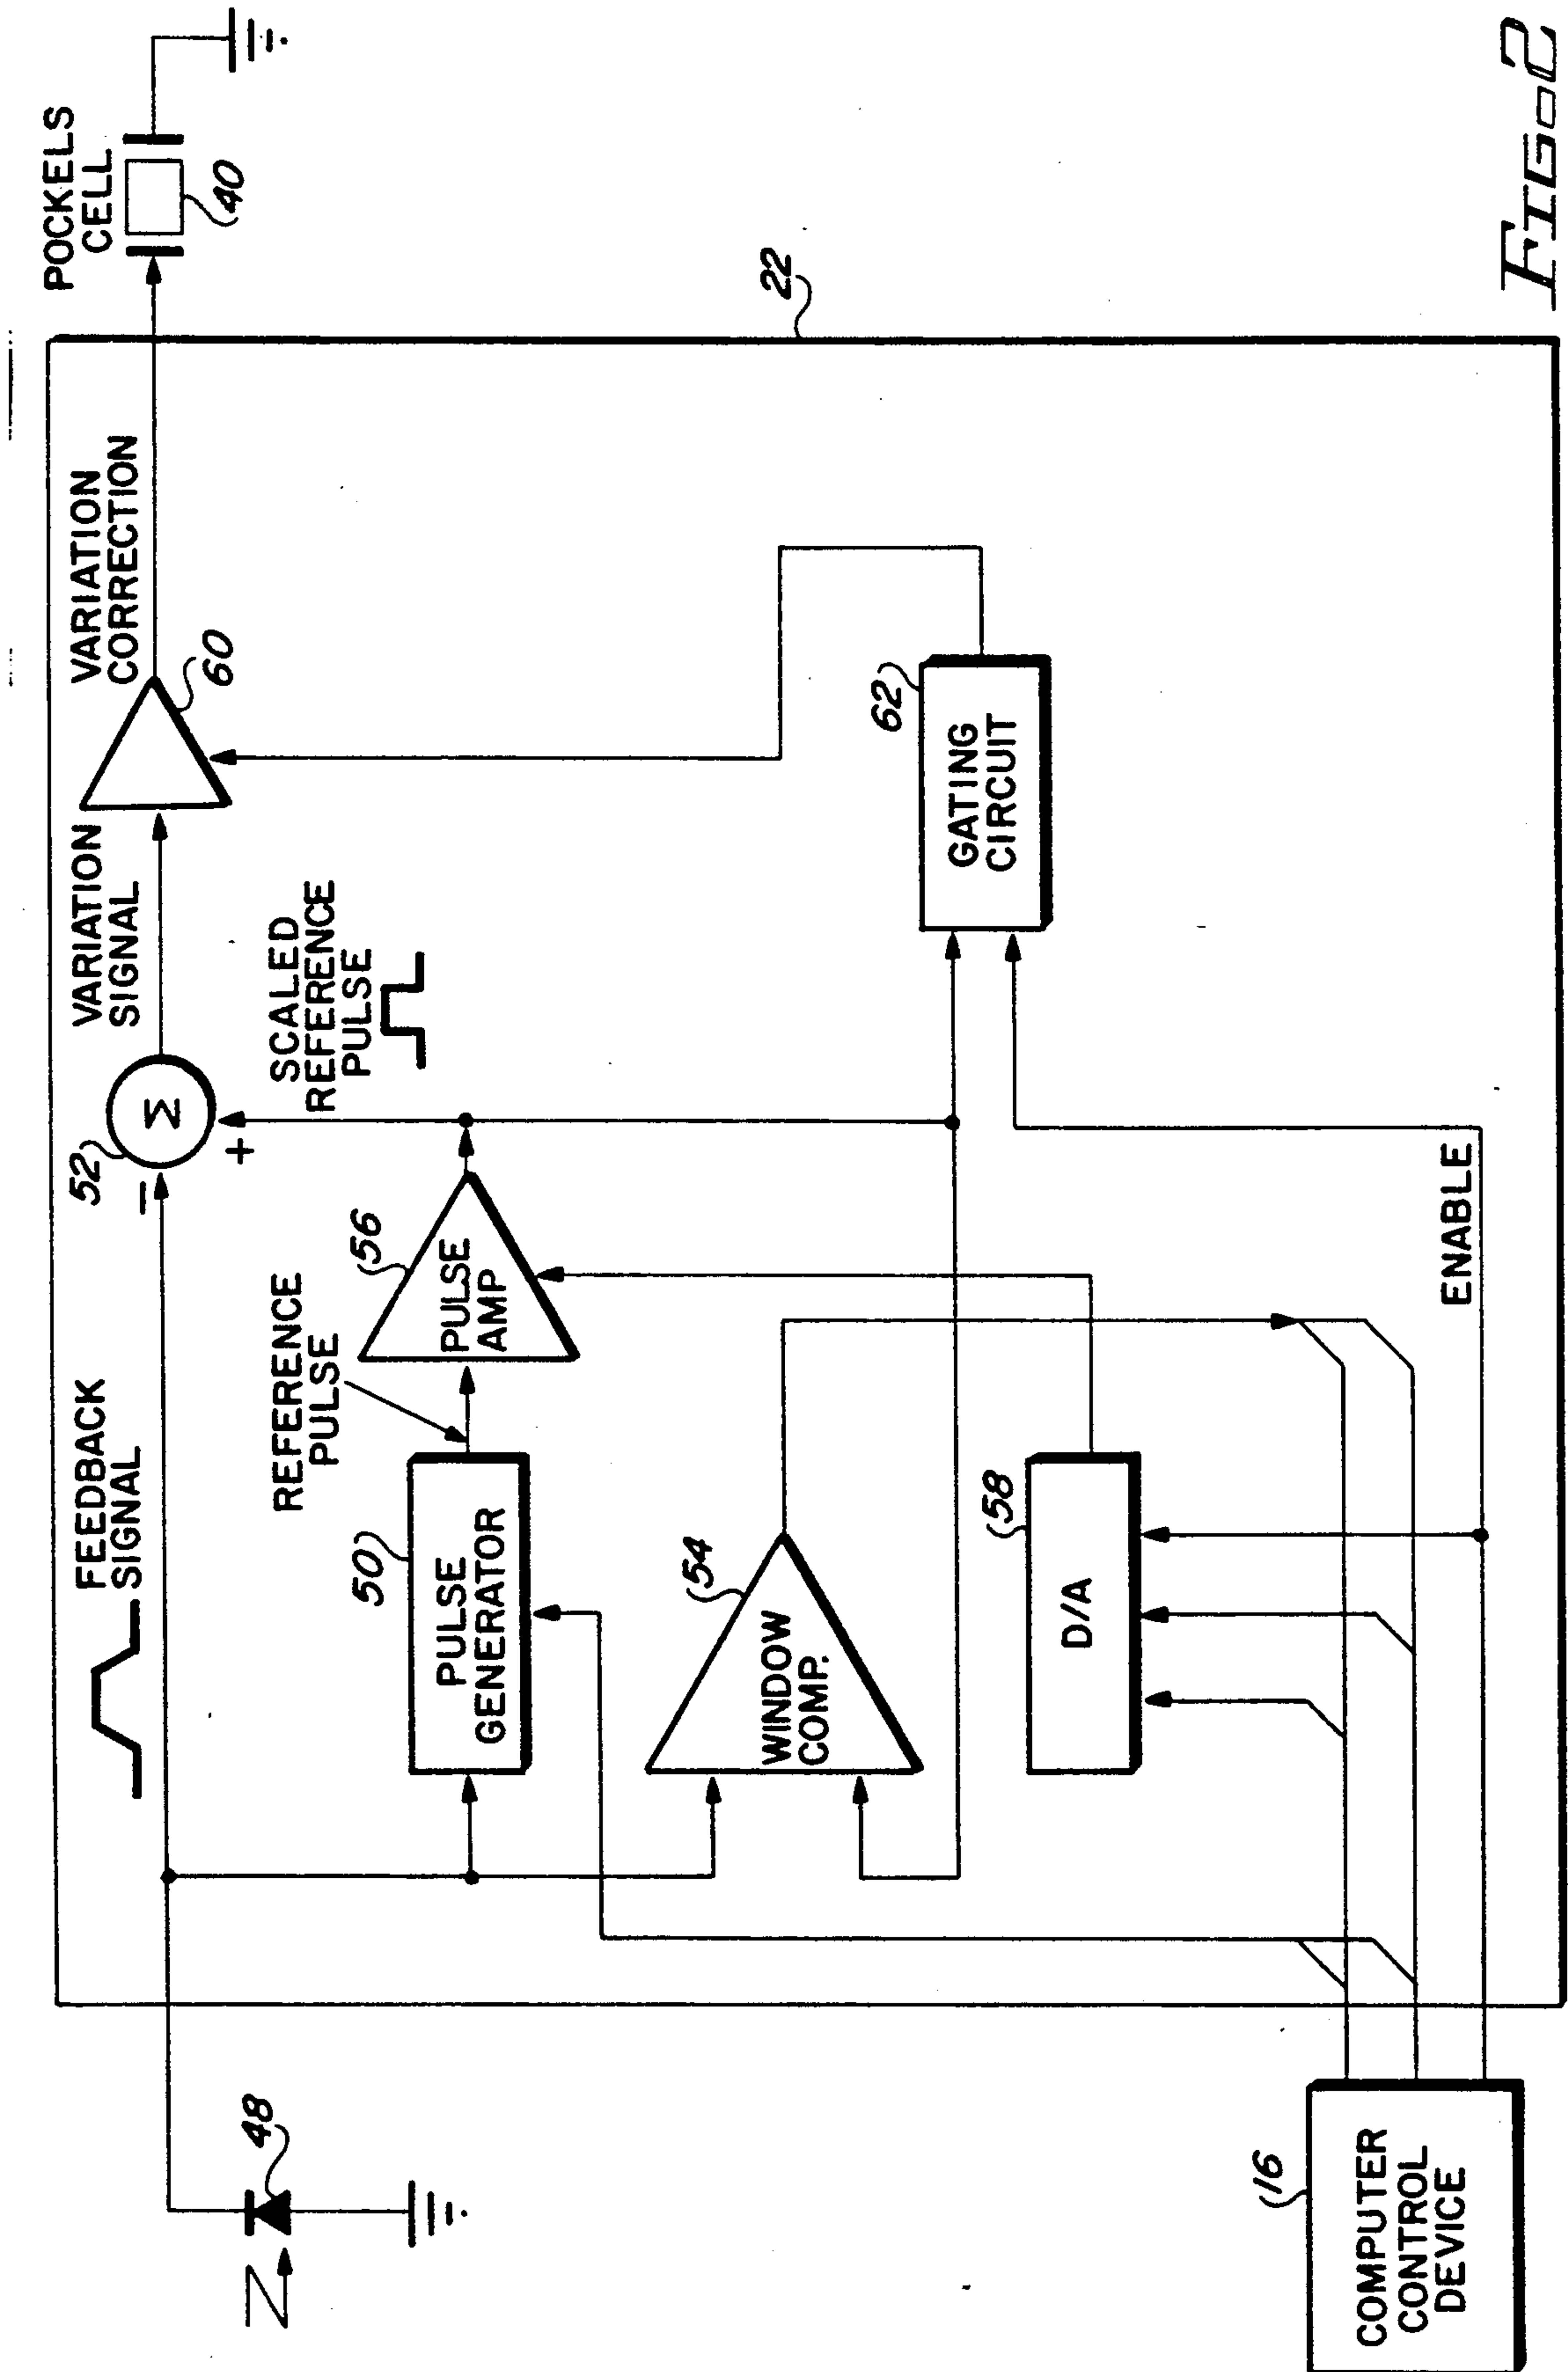 POCKELS
CELL
40
22
FEEDBACK
SIGNAL
52
Σ
−
+
VARIATION
SIGNAL
VARIATION
CORRECTION
60
48
REFERENCE
PULSE
SCALED
REFERENCE
PULSE
50
PULSE
GENERATOR
56
PULSE
AMP
54
WINDOW
COMP.
62
GATING
CIRCUIT
58
D/A
ENABLE
16
COMPUTER
CONTROL
DEVICE
FIG-2